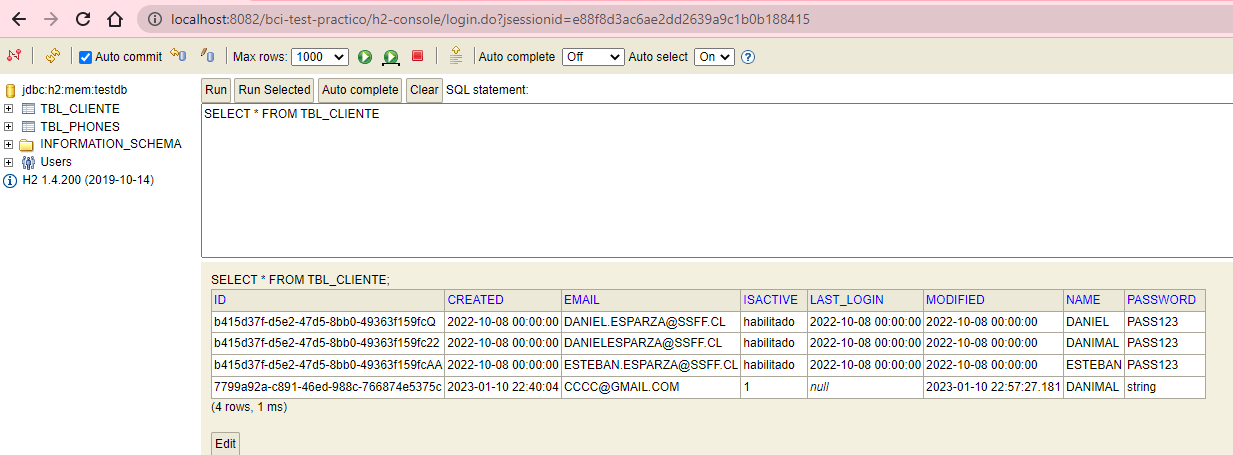 localhost:8082/bci-test-practico/h2-console/login.do?jsessionid=e88f8d3ac6ae2dd2639a9c1b0b188415
Auto commit Max rows: 1000 Auto complete Off Auto select On
jdbc:h2:mem:testdb
TBL_CLIENTE
TBL_PHONES
INFORMATION_SCHEMA
Users
H2 1.4.200 (2019-10-14)
Run Run Selected Auto complete Clear SQL statement:
SELECT * FROM TBL_CLIENTE
SELECT * FROM TBL_CLIENTE;
ID CREATED EMAIL ISACTIVE LAST_LOGIN MODIFIED NAME PASSWORD
b415d37f-d5e2-47d5-8bb0-49363f159fcQ 2022-10-08 00:00:00 DANIEL.ESPARZA@SSFF.CL habilitado 2022-10-08 00:00:00 2022-10-08 00:00:00 DANIEL PASS123
b415d37f-d5e2-47d5-8bb0-49363f159fc22 2022-10-08 00:00:00 DANIELESPARZA@SSFF.CL habilitado 2022-10-08 00:00:00 2022-10-08 00:00:00 DANIMAL PASS123
b415d37f-d5e2-47d5-8bb0-49363f159fcAA 2022-10-08 00:00:00 ESTEBAN.ESPARZA@SSFF.CL habilitado 2022-10-08 00:00:00 2022-10-08 00:00:00 ESTEBAN PASS123
7799a92a-c891-46ed-988c-766874e5375c 2023-01-10 22:40:04 CCCC@GMAIL.COM 1 null 2023-01-10 22:57:27.181 DANIMAL string
(4 rows, 1 ms)
Edit